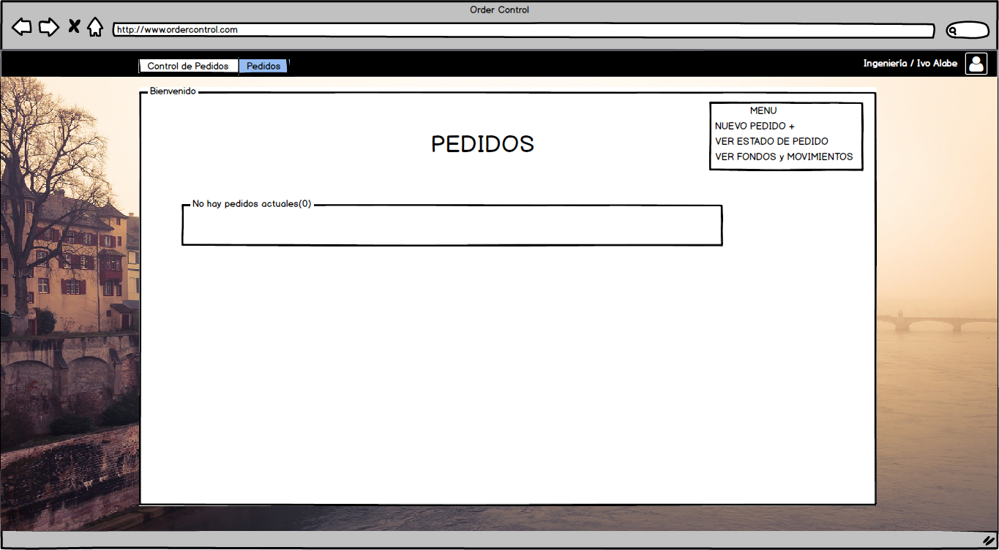 Order Control
http://www.ordercontrol.com
Control de Pedidos
Pedidos
Ingeniería / Ivo Alabe
Bienvenido
MENU
NUEVO PEDIDO +
VER ESTADO DE PEDIDO
VER FONDOS y MOVIMIENTOS
PEDIDOS
No hay pedidos actuales(0)